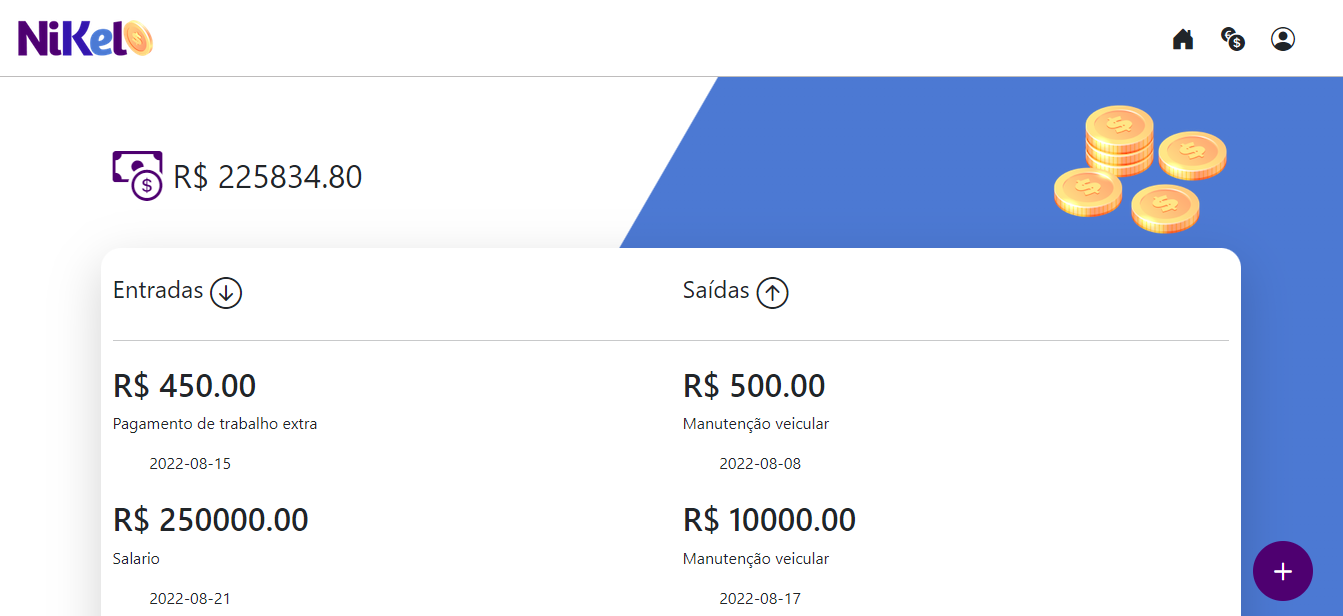 NiKel
R$ 225834.80
Entradas
Saídas
R$ 450.00
Pagamento de trabalho extra
2022-08-15
R$ 250000.00
Salario
2022-08-21
R$ 500.00
Manutenção veicular
2022-08-08
R$ 10000.00
Manutenção veicular
2022-08-17
+